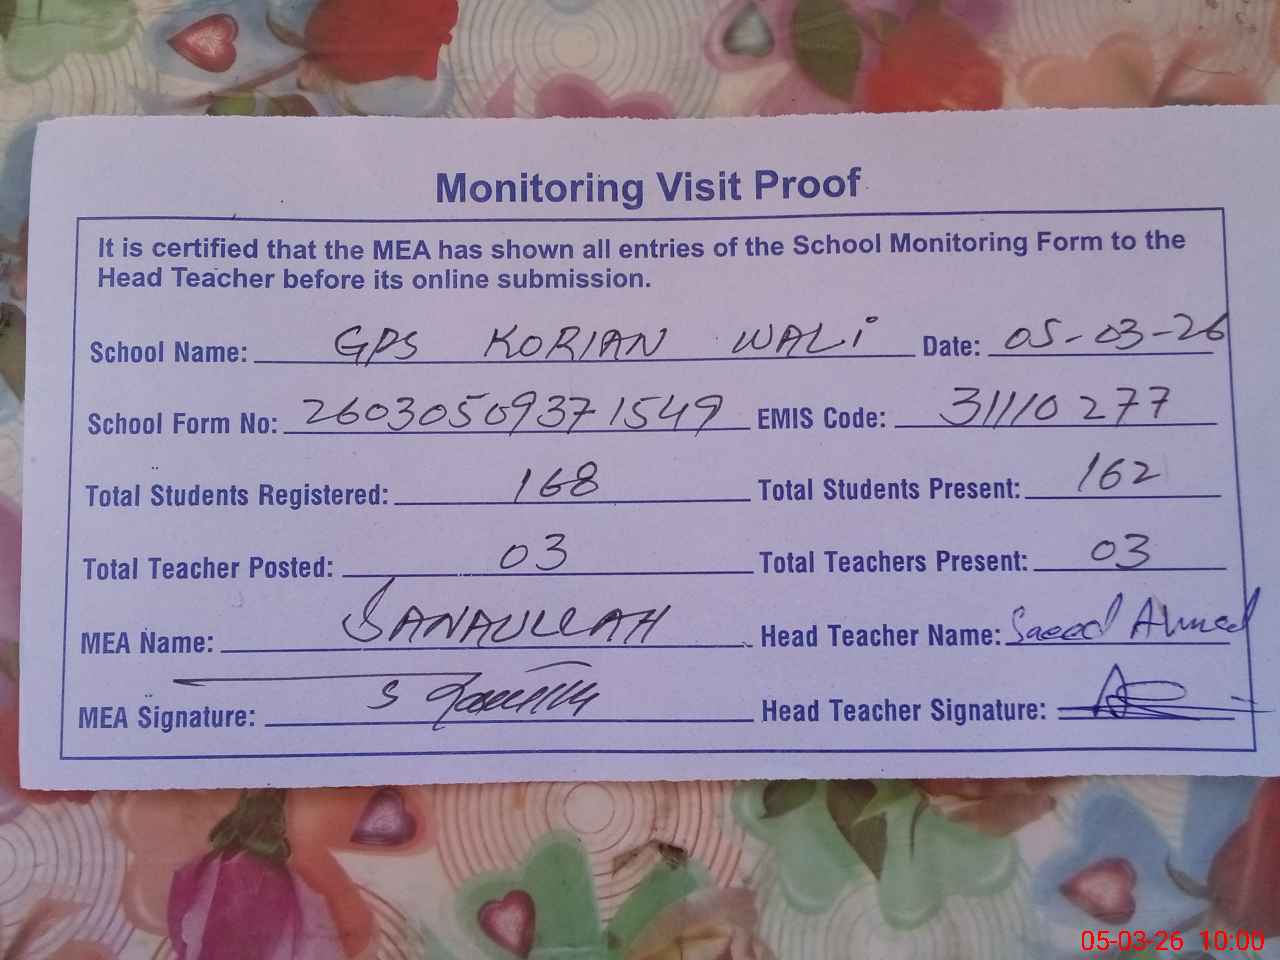 Monitoring Visit Proof
It is certified that the MEA has shown all entries of the School Monitoring Form to the
Head Teacher before its online submission.
School Name: GPS KORIAN WALi Date: 05-03-26
School Form No: 26030509371549 EMIS Code: 31110277
Total Students Registered: 168 Total Students Present: 162
Total Teacher Posted: 03 Total Teachers Present: 03
MEA Name: SANAULLAH Head Teacher Name: Saeed Ahmed
MEA Signature: Head Teacher Signature:
05-03-26 10:00